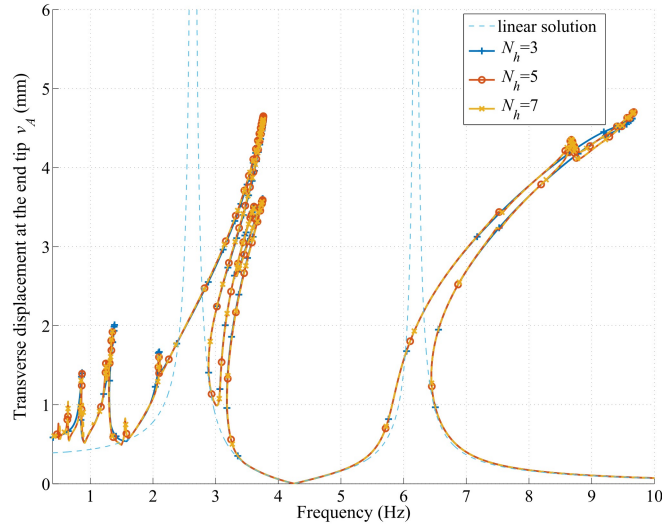 linear solution
N_h=3
N_h=5
N_h=7
Transverse displacement at the end tip v_A (mm)
6
5
4
3
2
1
0
1 2 3 4 5 6 7 8 9 10
Frequency (Hz)